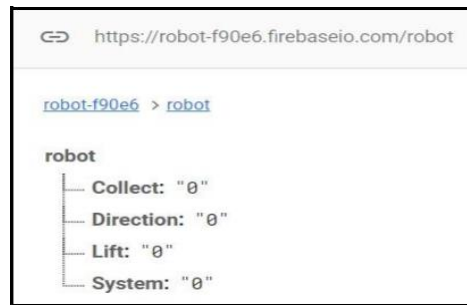 https://robot-f90e6.firebaseio.com/robot
robot-f90e6 > robot
robot
Collect: "0"
Direction: "0"
Lift: "0"
System: "0"